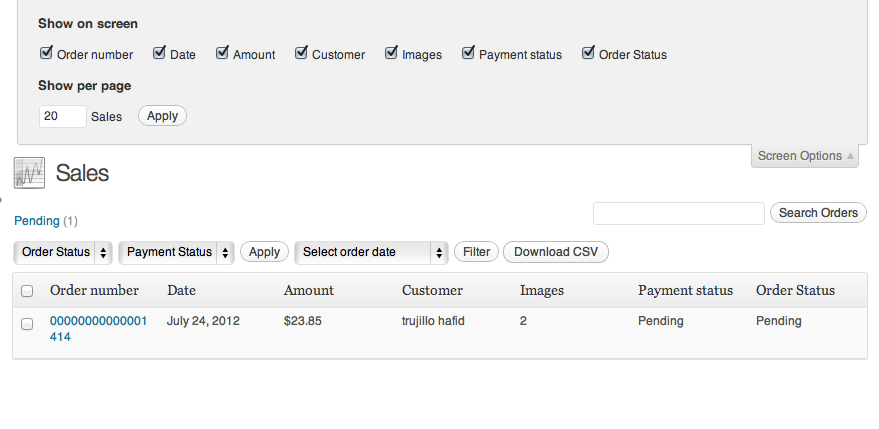 Show on screen
Order number Date Amount Customer Images Payment status Order Status
Show per page
20 Sales Apply
Screen Options
Sales
Pending (1)
Search Orders
Order Status Payment Status Apply Select order date Filter Download CSV
Order number Date Amount Customer Images Payment status Order Status
00000000000001 July 24, 2012 $23.85 trujillo hafid 2 Pending Pending
414